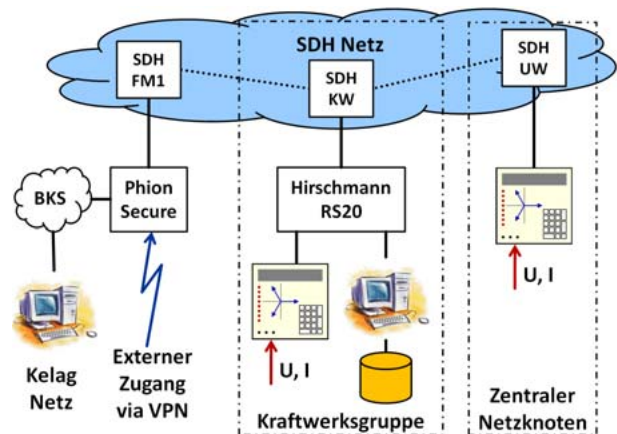 SDH Netz
SDH
FM1
SDH
KW
SDH
UW
BKS
Phion
Secure
Hirschmann
RS20
U, I
U, I
Kelag
Netz
Externer
Zugang
via VPN
Kraftwerksgruppe
Zentraler
Netzknoten